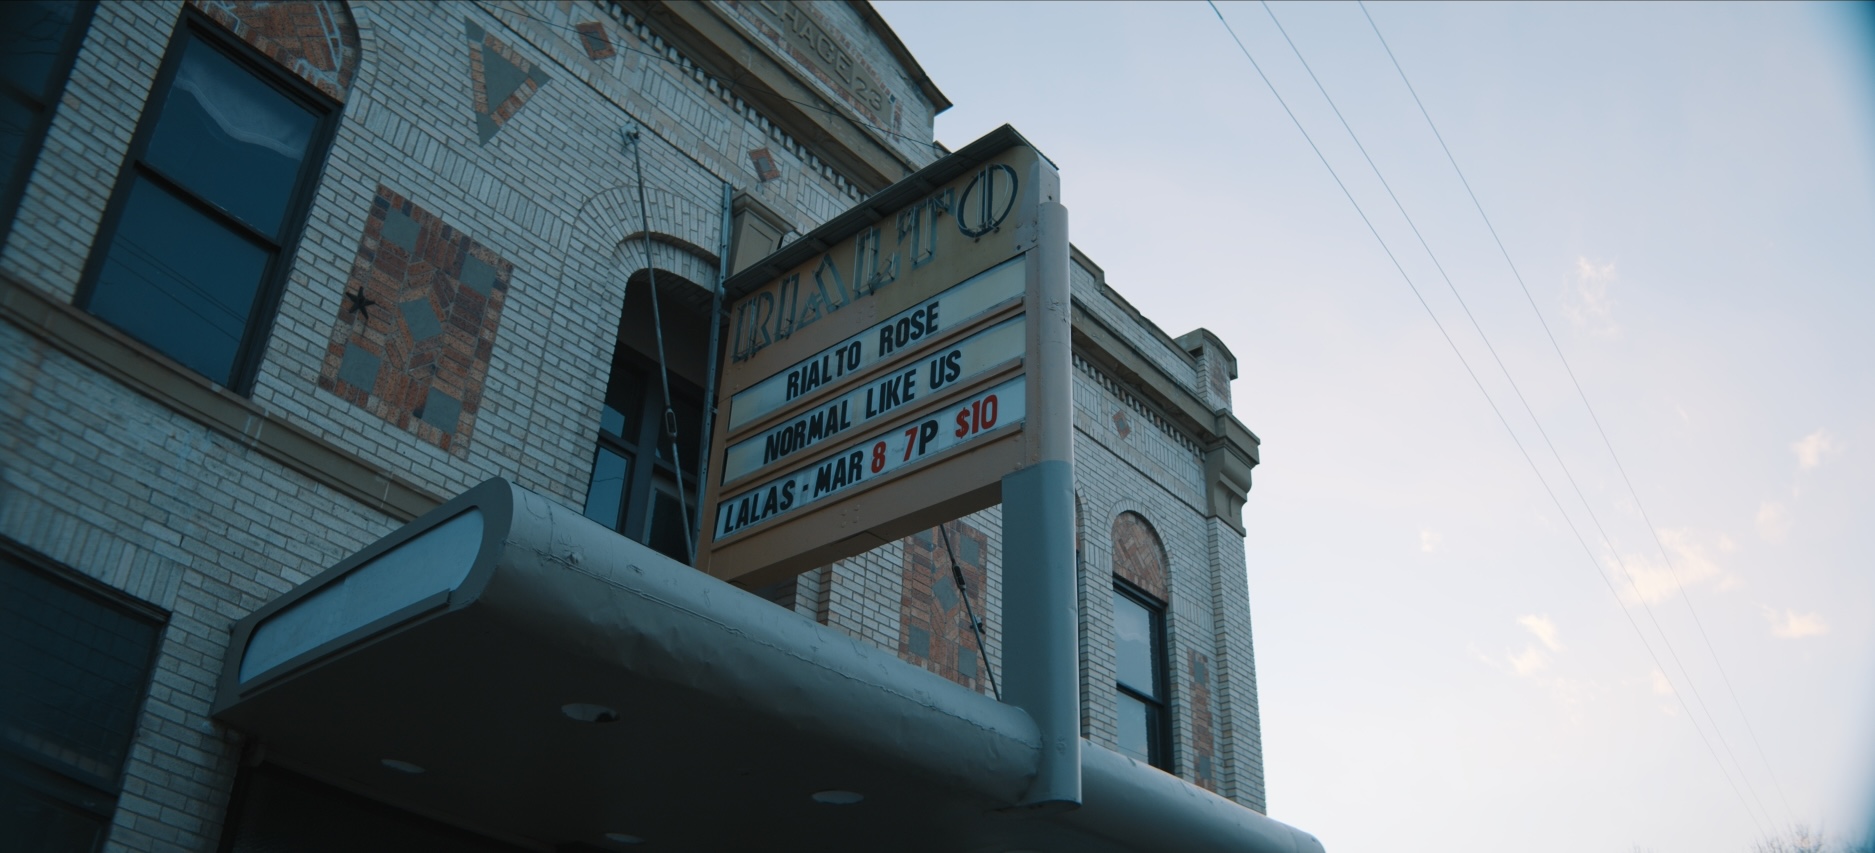 RIALTO
RIALTO ROSE
NORMAL LIKE US
LALAS - MAR 8 7P $10